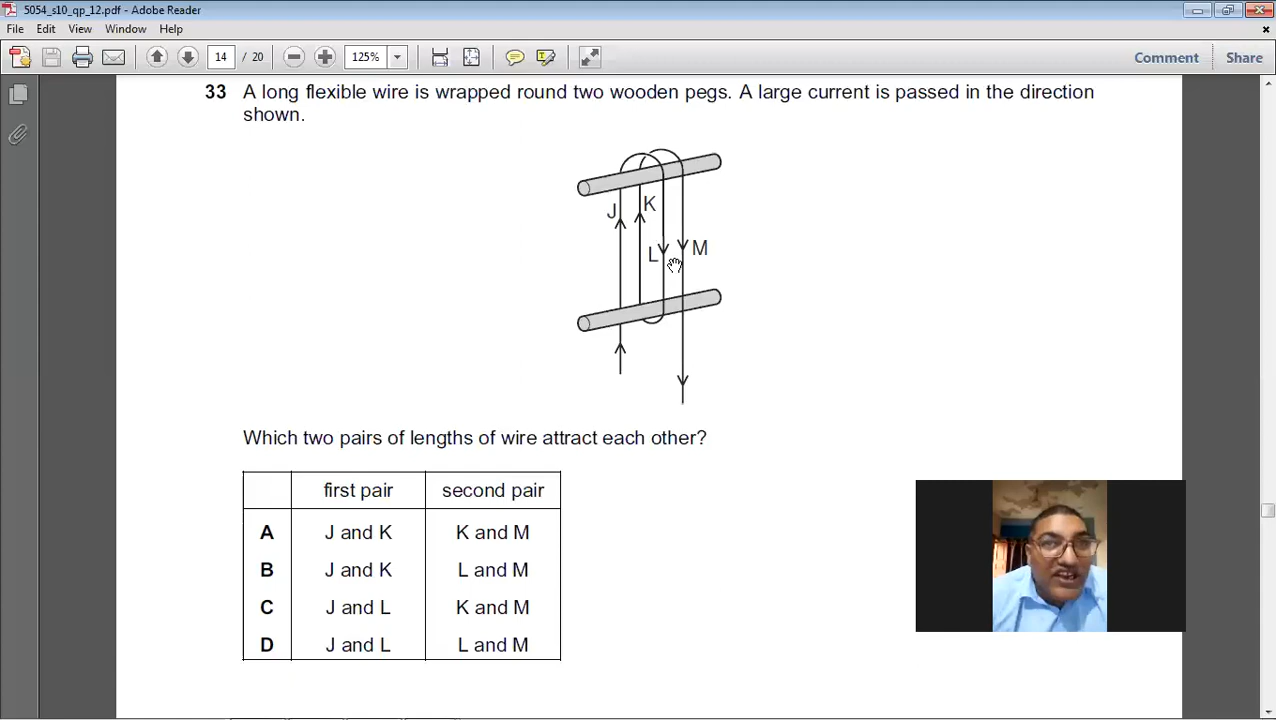 5054_s10_qp_12.pdf - Adobe Reader
File Edit View Window Help
14 / 20 125% Comment Share
33 A long flexible wire is wrapped round two wooden pegs. A large current is passed in the direction
shown.
J K
L M
Which two pairs of lengths of wire attract each other?
first pair second pair
A J and K K and M
B J and K L and M
C J and L K and M
D J and L L and M